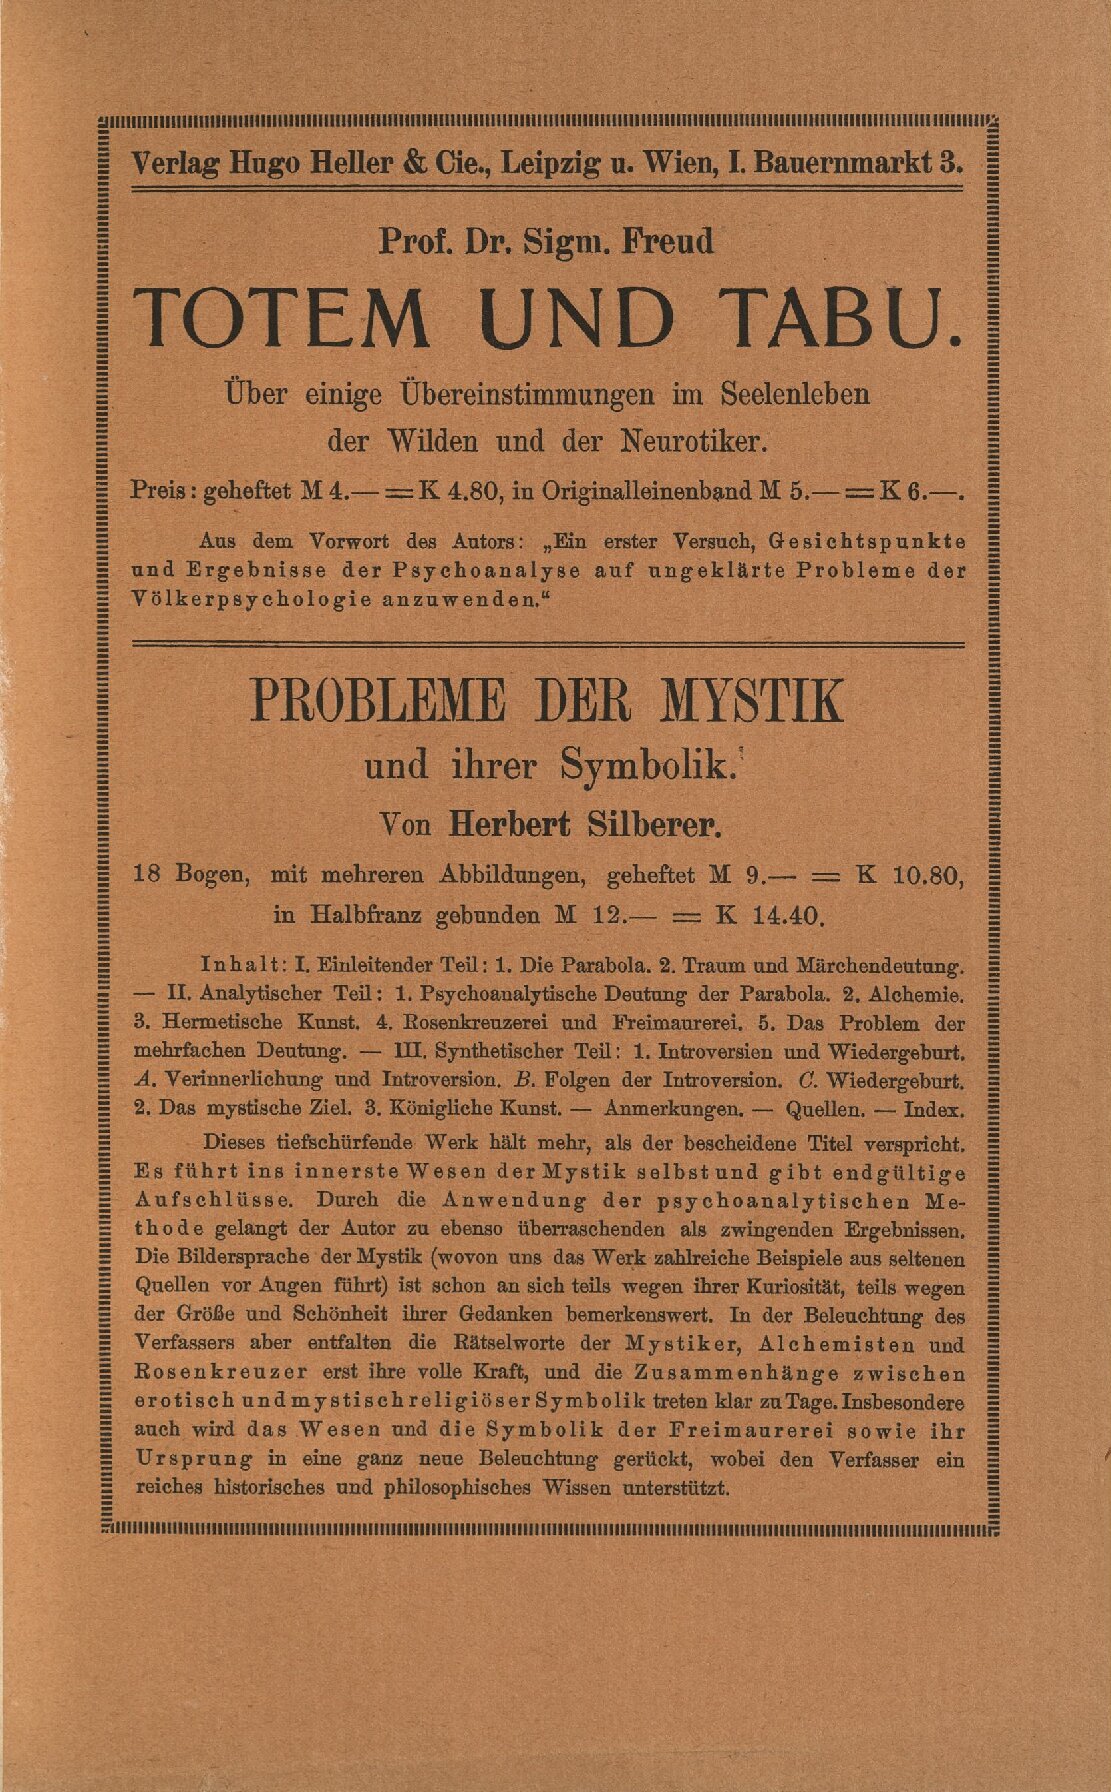 Verlag Hugo Heller & Cie., Leipzig u. Wien, I. Bauernmarkt 3.
Prof. Dr. Sigm. Freud
TOTEM UND TABU.
Über einige Übereinstimmungen im Seelenleben
der Wilden und der Neurotiker.
Preis: geheftet M 4.— = K 4.80, in Originalleinenband M 5.— = K 6.—.
Aus dem Vorwort des Autors: „Ein erster Versuch, Gesichtspunkte
und Ergebnisse der Psychoanalyse auf ungeklärte Probleme der
Völkerpsychologie anzuwenden.“
PROBLEME DER MYSTIK
und ihrer Symbolik.
Von Herbert Silberer.
18 Bogen, mit mehreren Abbildungen, geheftet M 9.— = K 10.80,
in Halbfranz gebunden M 12.— = K 14.40.
Inhalt: I. Einleitender Teil: 1. Die Parabola. 2. Traum und Märchendeutung.
— II. Analytischer Teil: 1. Psychoanalytische Deutung der Parabola. 2. Alchemie.
3. Hermetische Kunst. 4. Rosenkreuzerei und Freimaurerei. 5. Das Problem der
mehrfachen Deutung. — III. Synthetischer Teil: 1. Introversion und Wiedergeburt.
A. Verinnerlichung und Introversion. B. Folgen der Introversion. C. Wiedergeburt.
2. Das mystische Ziel. 3. Königliche Kunst. — Anmerkungen. — Quellen. — Index.
Dieses tiefschürfende Werk hält mehr, als der bescheidene Titel verspricht.
Es führt ins innerste Wesen der Mystik selbst und gibt endgültige
Aufschlüsse. Durch die Anwendung der psychoanalytischen Me-
thode gelangt der Autor zu ebenso überraschenden als zwingenden Ergebnissen.
Die Bildersprache der Mystik (wovon uns das Werk zahlreiche Beispiele aus seltenen
Quellen vor Augen führt) ist schon an sich teils wegen ihrer Kuriosität, teils wegen
der Größe und Schönheit ihrer Gedanken bemerkenswert. In der Beleuchtung des
Verfassers aber entfalten die Rätselworte der Mystiker, Alchemisten und
Rosenkreuzer erst ihre volle Kraft, und die Zusammenhänge zwischen
erotisch und mystisch religiöser Symbolik treten klar zu Tage. Insbesondere
auch wird das Wesen und die Symbolik der Freimaurerei sowie ihr
Ursprung in eine ganz neue Beleuchtung gerückt, wobei den Verfasser ein
reiches historisches und philosophisches Wissen unterstützt.